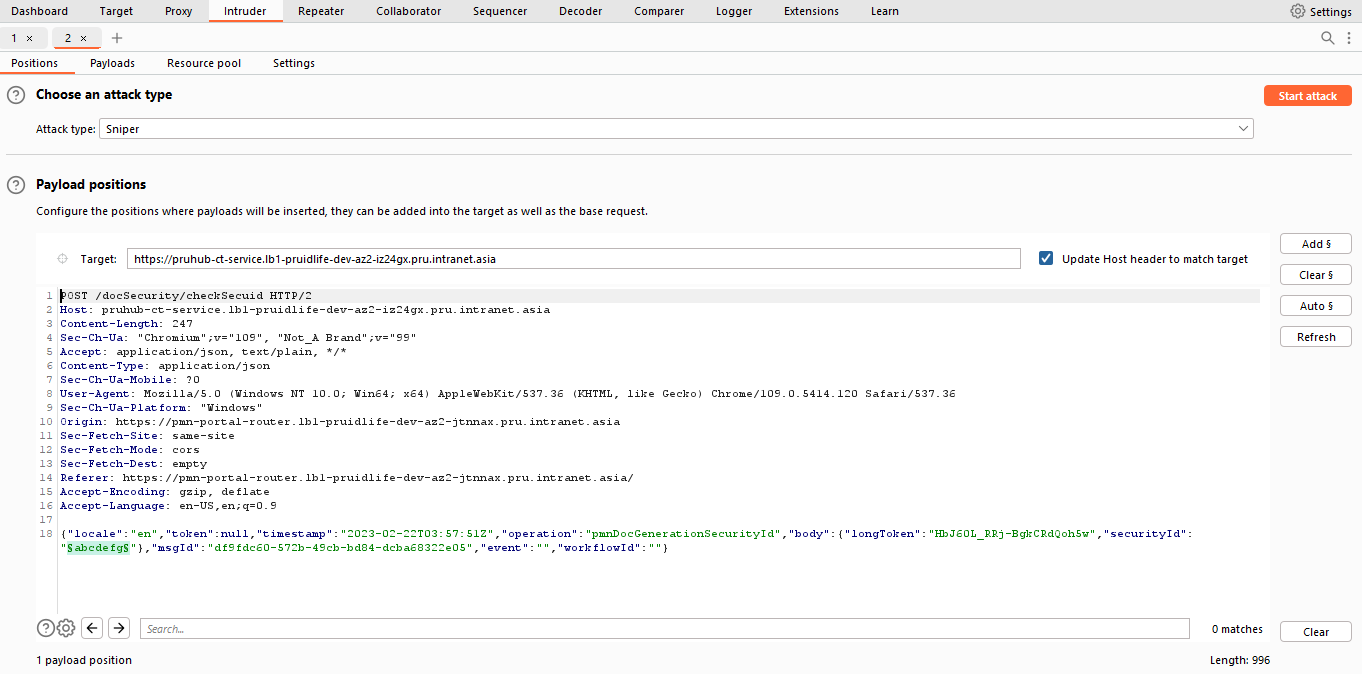 Dashboard Target Proxy Intruder Repeater Collaborator Sequencer Decoder Comparer Logger Extensions Learn Settings
1 × 2 × +
Positions Payloads Resource pool Settings
? Choose an attack type Start attack
Attack type: Sniper
? Payload positions
Configure the positions where payloads will be inserted, they can be added into the target as well as the base request.
Target: https://pruhub-ct-service.lb1-pruidlife-dev-az2-iz24gx.pru.intranet.asia Update Host header to match target
Add §
Clear §
Auto §
Refresh
1 POST /docSecurity/checkSecuid HTTP/2
2 Host: pruhub-ct-service.lb1-pruidlife-dev-az2-iz24gx.pru.intranet.asia
3 Content-Length: 247
4 Sec-Ch-Ua: "Chromium";v="109", "Not_A Brand";v="99"
5 Accept: application/json, text/plain, */*
6 Content-Type: application/json
7 Sec-Ch-Ua-Mobile: ?0
8 User-Agent: Mozilla/5.0 (Windows NT 10.0; Win64; x64) AppleWebKit/537.36 (KHTML, like Gecko) Chrome/109.0.5414.120 Safari/537.36
9 Sec-Ch-Ua-Platform: "Windows"
10 Origin: https://pmn-portal-router.lb1-pruidlife-dev-az2-jtnnax.pru.intranet.asia
11 Sec-Fetch-Site: same-site
12 Sec-Fetch-Mode: cors
13 Sec-Fetch-Dest: empty
14 Referer: https://pmn-portal-router.lb1-pruidlife-dev-az2-jtnnax.pru.intranet.asia/
15 Accept-Encoding: gzip, deflate
16 Accept-Language: en-US,en;q=0.9
17
18 {"locale":"en","token":null,"timestamp":"2023-02-22T03:57:51Z","operation":"pmnDocGenerationSecurityId","body":{"longToken":"HbJ60L_RRj-BgkCRdQoh5w","securityId":
"§abcdefg§"},"msgId":"df9fdc60-572b-49cb-bd84-dcba68322e05","event":"","workflowId":""}
? Search... 0 matches Clear
1 payload position Length: 996